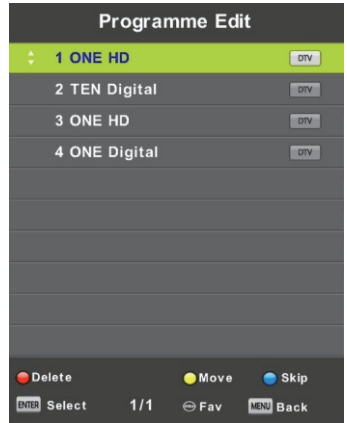 Programme Edit
1 ONE HD DTV
2 TEN Digital DTV
3 ONE HD DTV
4 ONE Digital DTV
Delete Move Skip
ENTER Select 1/1 Fav MENU Back